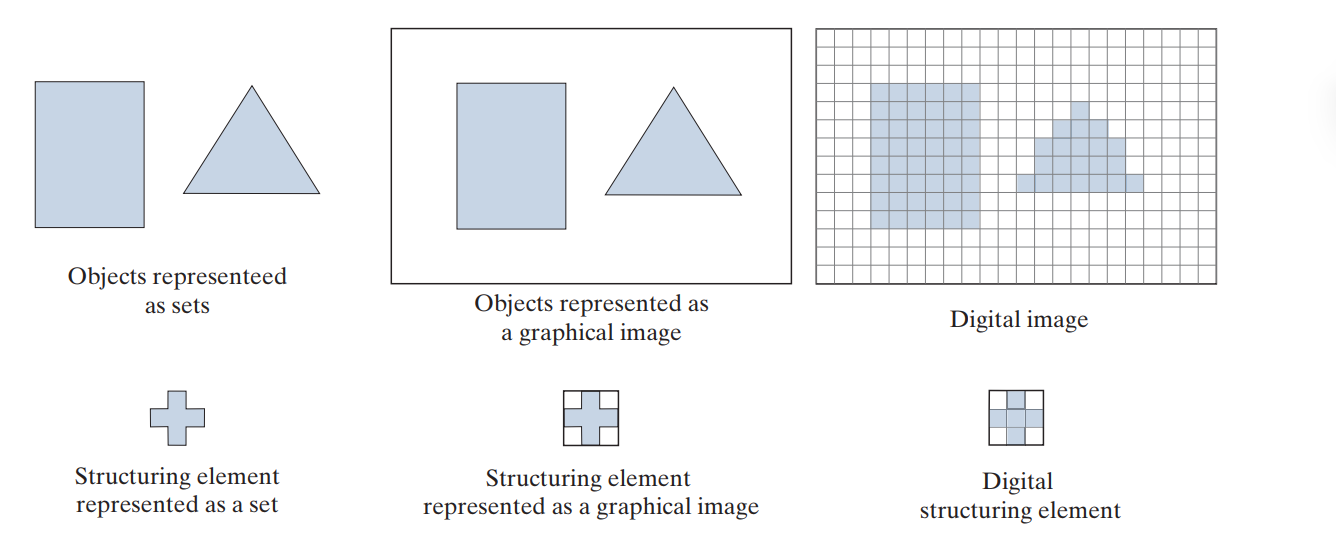 Objects representeed
as sets
Objects represented as
a graphical image
Digital image
Structuring element
represented as a set
Structuring element
represented as a graphical image
Digital
structuring element